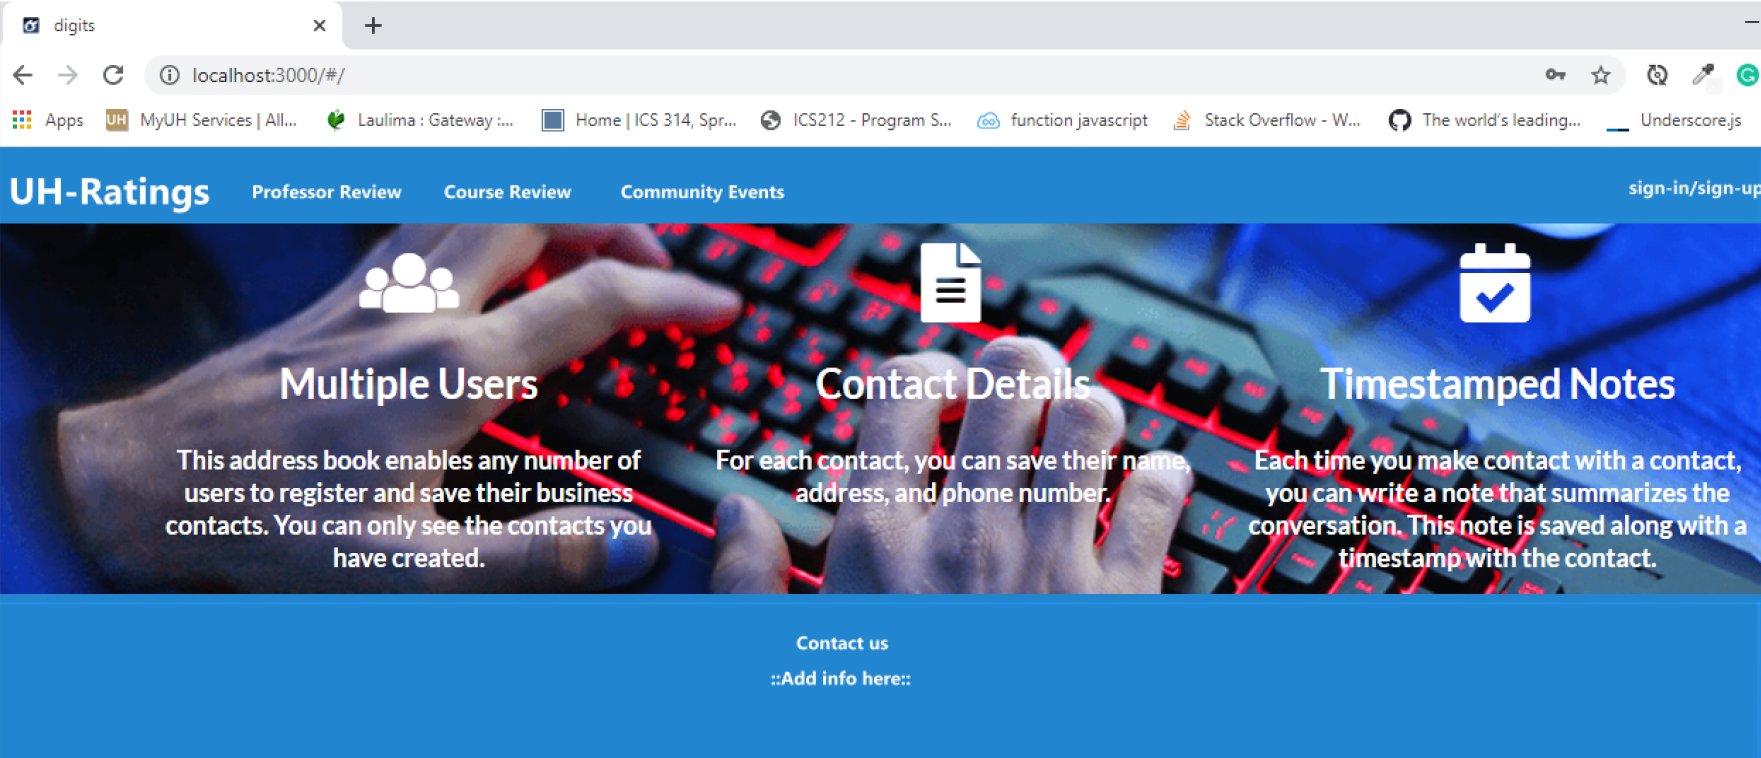 digits
localhost:3000/#/
Apps
UH
MyUH Services | All...
Laulima : Gateway :...
Home | ICS 314, Spr...
ICS212 - Program S...
function javascript
Stack Overflow - W...
The world's leading...
Underscore.js
UH-Ratings
Professor Review
Course Review
Community Events
sign-in/sign-up
Multiple Users
This address book enables any number of
users to register and save their business
contacts. You can only see the contacts you
have created.
Contact Details
For each contact, you can save their name,
address, and phone number.
Timestamped Notes
Each time you make contact with a contact,
you can write a note that summarizes the
conversation. This note is saved along with a
timestamp with the contact.
Contact us
::Add info here::